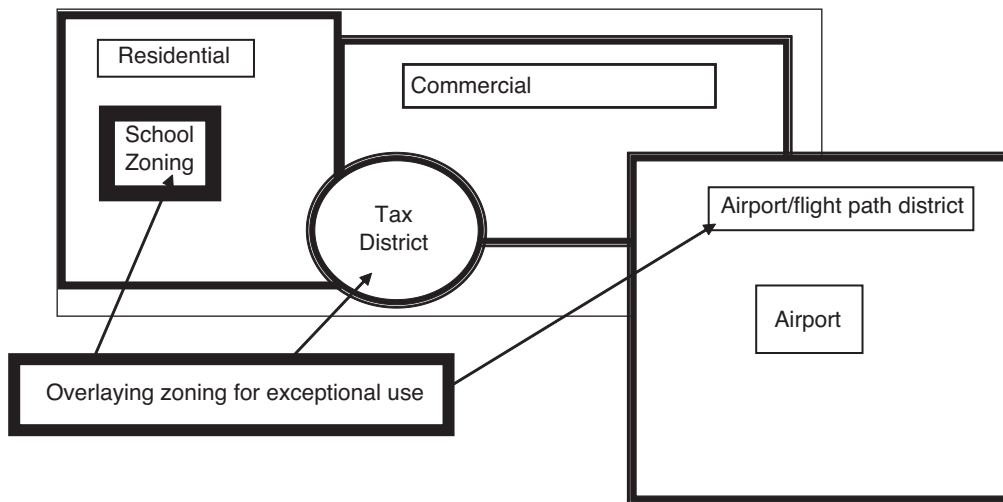 Residential
Commercial
School
Zoning
Tax
District
Airport/flight path district
Airport
Overlaying zoning for exceptional use